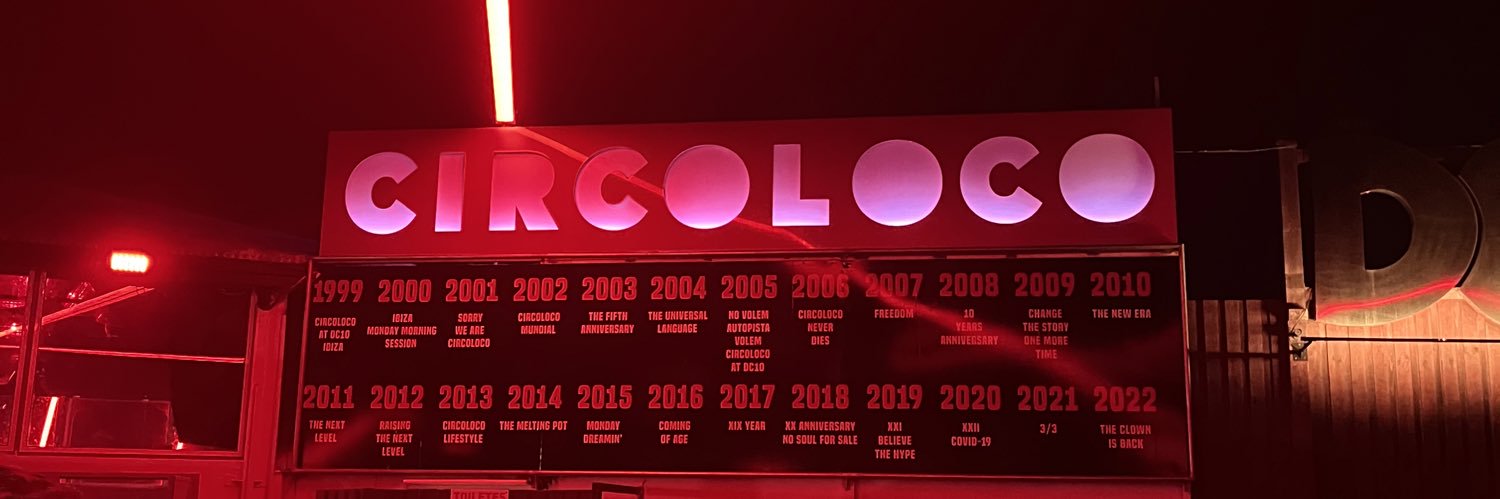 CIRCOLOCO
1999 2000 2001 2002 2003 2004 2005 2006 2007 2008 2009 2010
CIRCOLOCO
AT DC10
IBIZA
IBIZA
MONDAY MORNING
SESSION
SORRY
WE ARE
CIRCOLOCO
CIRCOLOCO
MUNDIAL
THE FIFTH
ANNIVERSARY
THE UNIVERSAL
LANGUAGE
NO VOLEM
AUTOPISTA
VOLEM
CIRCOLOCO
AT DC10
CIRCOLOCO
NEVER
DIES
FREEDOM
10
YEARS
ANNIVERSARY
CHANGE
THE STORY
ONE MORE
TIME
THE NEW ERA
2011 2012 2013 2014 2015 2016 2017 2018 2019 2020 2021 2022
THE NEXT
LEVEL
RAISING
THE NEXT
LEVEL
CIRCOLOCO
LIFESTYLE
THE MELTING POT
MONDAY
DREAMIN'
COMING
OF AGE
XIX YEAR
XX ANNIVERSARY
NO SOUL FOR SALE
XXI
BELIEVE
THE HYPE
XXII
COVID-19
3/3
THE CLOWN
IS BACK
TOILETES
D